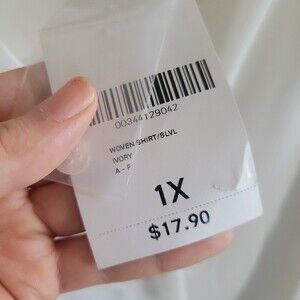 00344129042
WOVEN SHIRT/SLVL
IVORY
A - F
1X
$17.90